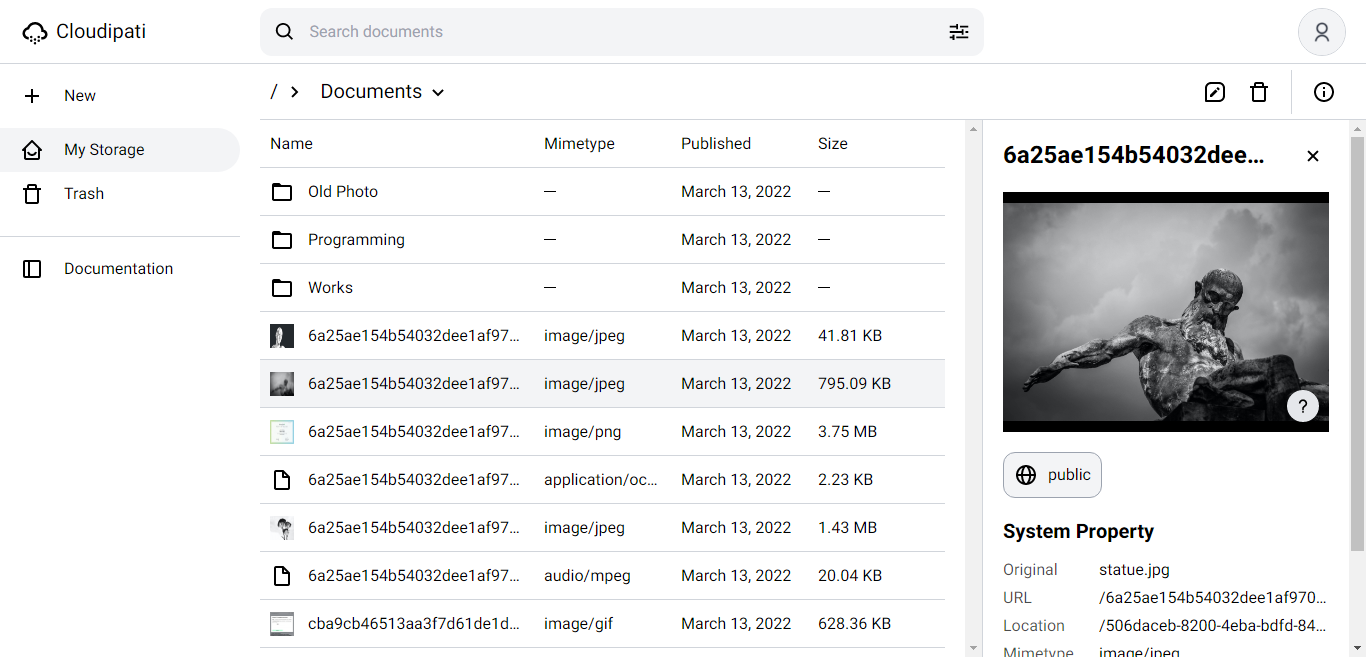 Cloudipati
Search documents
New
My Storage
Trash
Documentation
/ > Documents
Name Mimetype Published Size
Old Photo — March 13, 2022 —
Programming — March 13, 2022 —
Works — March 13, 2022 —
6a25ae154b54032dee1af97... image/jpeg March 13, 2022 41.81 KB
6a25ae154b54032dee1af97... image/jpeg March 13, 2022 795.09 KB
6a25ae154b54032dee1af97... image/png March 13, 2022 3.75 MB
6a25ae154b54032dee1af97... application/oc... March 13, 2022 2.23 KB
6a25ae154b54032dee1af97... image/jpeg March 13, 2022 1.43 MB
6a25ae154b54032dee1af97... audio/mpeg March 13, 2022 20.04 KB
cba9cb46513aa3f7d61de1d... image/gif March 13, 2022 628.36 KB
6a25ae154b54032dee...
?
public
System Property
Original statue.jpg
URL /6a25ae154b54032dee1af970...
Location /506daceb-8200-4eba-bdfd-84...
Mimetype image/jpeg